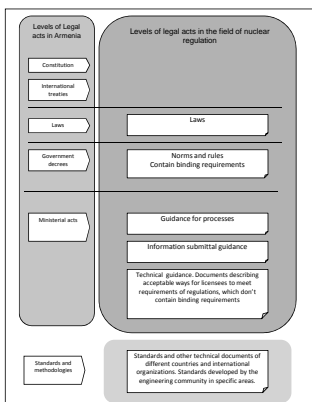 Levels of Legal
acts in Armenia
Levels of legal acts in the field of nuclear
regulation
Constitution
International
treaties
Laws
Laws
Government
decrees
Norms and rules
Contain binding requirements
Ministerial acts
Guidance for processes
Information submittal guidance
Technical guidance. Documents describing
acceptable ways for licensees to meet
requirements of regulations, which don't
contain binding requirements
Standards and
methodologies
Standards and other technical documents of
different countries and international
organizations. Standards developed by the
engineering community in specific areas.